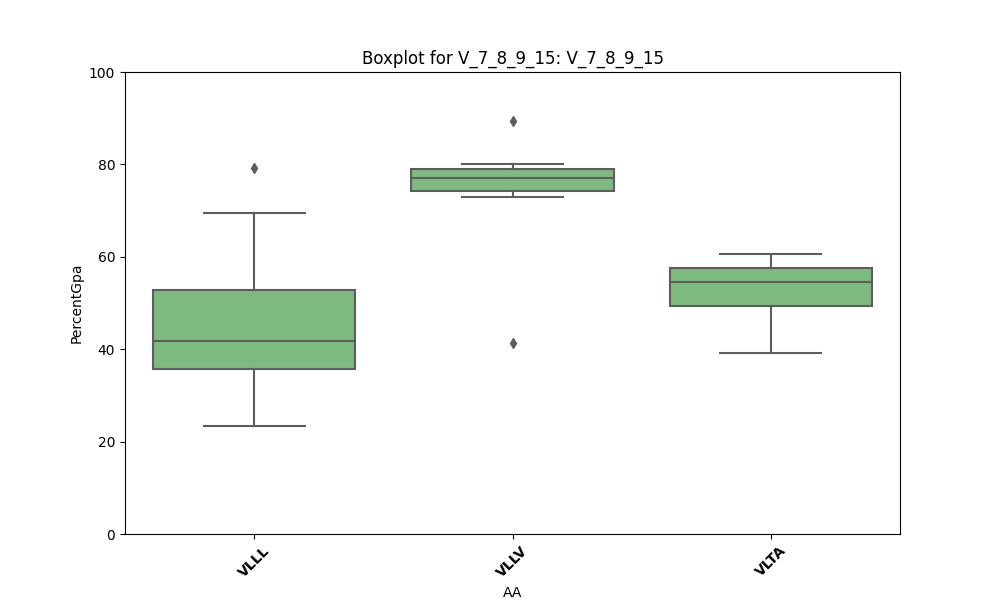 Boxplot for V_7_8_9_15: V_7_8_9_15
100
80
60
40
20
0
PercentGpa
VLLL
VLLV
VLTA
AA